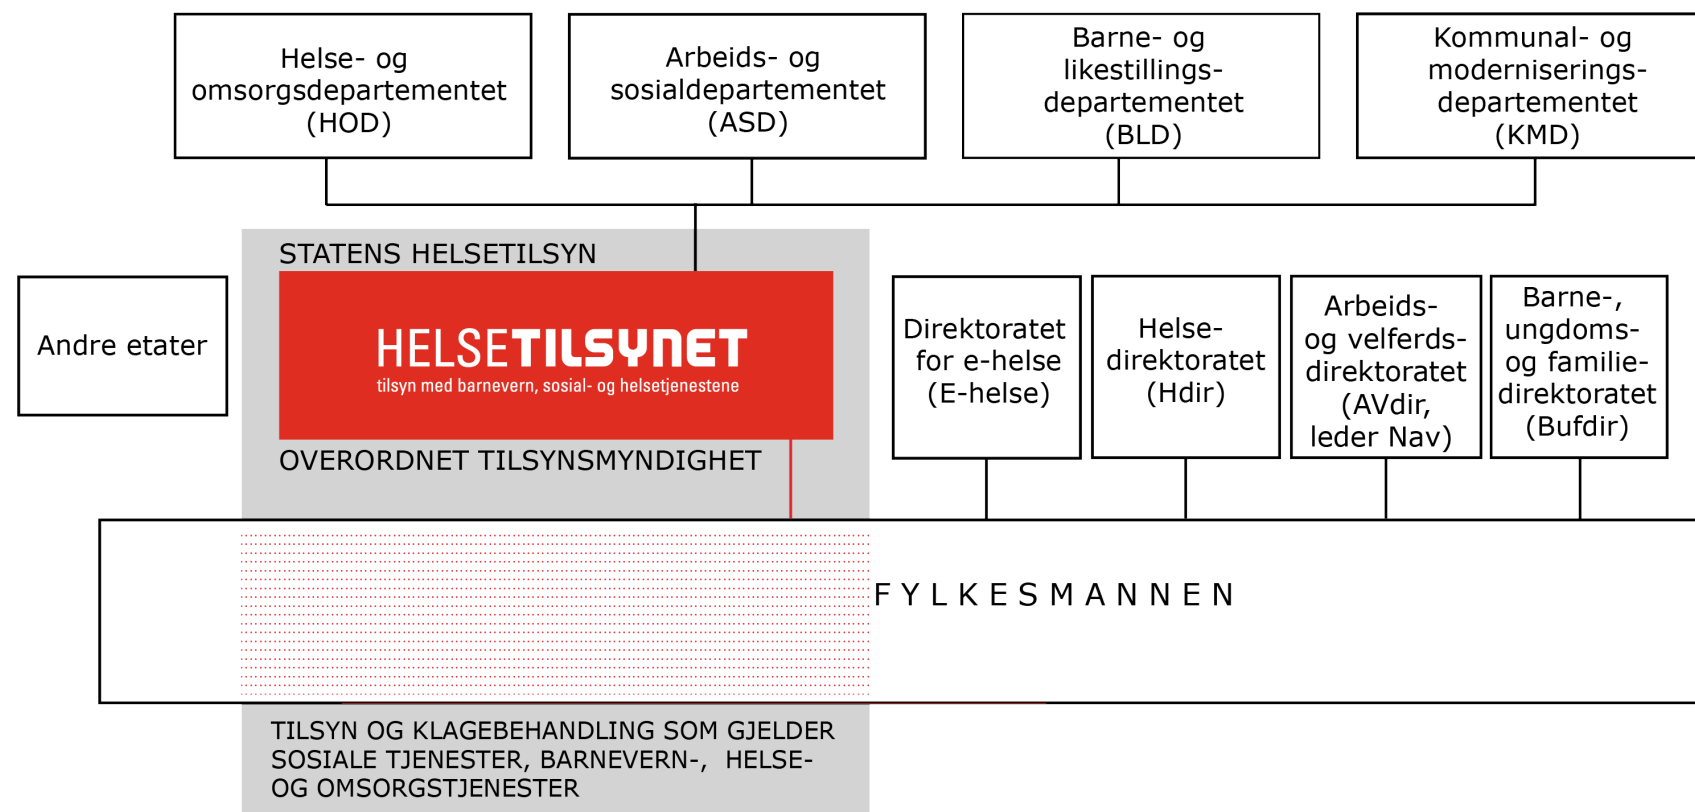 Helse- og
omsorgsdepartementet
(HOD)
Arbeids- og
sosialdepartementet
(ASD)
Barne- og
likestillings-
departementet
(BLD)
Kommunal- og
moderniserings-
departementet
(KMD)
STATENS HELSETILSYN
HELSETILSYNET
tilsyn med barnevern, sosial- og helsetjenestene
OVERORDNET TILSYNSMYNDIGHET
Andre etater
Direktoratet
for e-helse
(E-helse)
Helse-
direktoratet
(Hdir)
Arbeids-
og velferds-
direktoratet
(AVdir,
leder Nav)
Barne-,
ungdoms-
og familie-
direktoratet
(Bufdir)
FYLKESMANNEN
TILSYN OG KLAGEBEHANDLING SOM GJELDER
SOSIALE TJENESTER, BARNEVERN-, HELSE-
OG OMSORGSTJENESTER